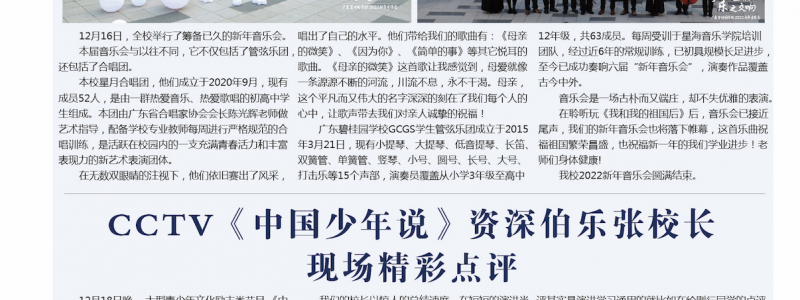 12月16日，全校举行了筹备已久的新年音乐会。
本届音乐会与以往不同，它不仅包括了管弦乐团，
还包括了合唱团。
本校星月合唱团，他们成立于2020年9月，现有
成员52人，是由一群热爱音乐、热爱歌唱的初高中学
生组成。本团由广东省合唱家协会会长陈光辉老师做
艺术指导，配备学校专业教师每周进行严格规范的合
唱训练，是活跃在校园内的一支充满青春活力和丰富
表现力的新艺术表演团体。
在无数双眼睛的注视下，他们依旧赛出了风采，
唱出了自己的水平。他们带给我们的歌曲有：《母亲
的微笑》、《因为你》、《简单的事》等其它悦耳的
歌曲。《母亲的微笑》这首歌让我感觉到，母爱就像
一条源源不断的河流，川流不息，永不干渴。母亲，
这个平凡而又伟大的名字深深的刻在了我们每个人的
心中，让歌声带去我们对亲人诚挚的祝福！
广东碧桂园学校GCGS学生管弦乐团成立于2015
年3月21日，现有小提琴、大提琴、低音提琴、长笛、
双簧管、单簧管、竖琴、小号、圆号、长号、大号、
打击乐等15个声部，演奏员覆盖从小学3年级至高中
12年级，共63成员。每周受训于星海音乐学院培训
团队，经过近6年的常规训练，已初具规模长足进步，
至今已成功奏响六届“新年音乐会”，演奏作品覆盖
古今中外。
音乐会是一场古朴而又端庄，却不失优雅的表演。
在聆听玩《我和我的祖国后》后，音乐会已接近
尾声，我们的新年音乐会也将落下帷幕，这首乐曲祝
福祖国繁荣昌盛，也祝福新一年的我们学业进步！老
师们身体健康！
我校2022新年音乐会圆满结束。
CCTV《中国少年说》资深伯乐张校长
现场精彩点评